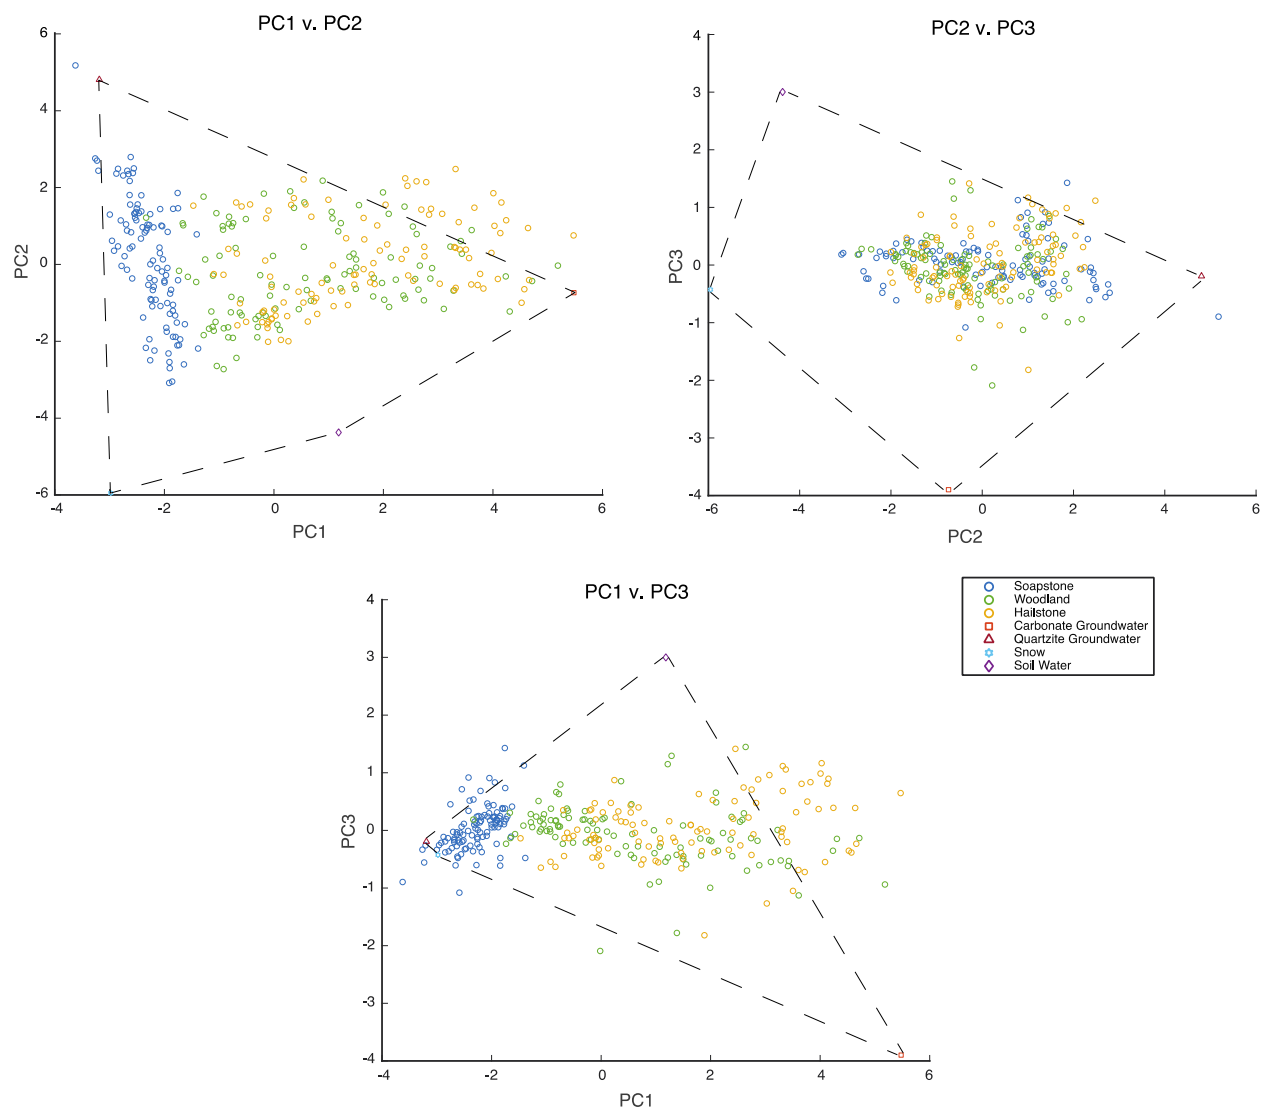 PC1 v. PC2
6
4
2
0
-2
-4
-6
PC2
-4
-2
0
2
4
6
PC1
PC2 v. PC3
4
3
2
1
0
-1
-2
-3
-4
PC3
-6
-4
-2
0
2
4
6
PC2
PC1 v. PC3
4
3
2
1
0
-1
-2
-3
-4
PC3
-4
-2
0
2
4
6
PC1
Soapstone
Woodland
Hailstone
Carbonate Groundwater
Quartzite Groundwater
Snow
Soil Water